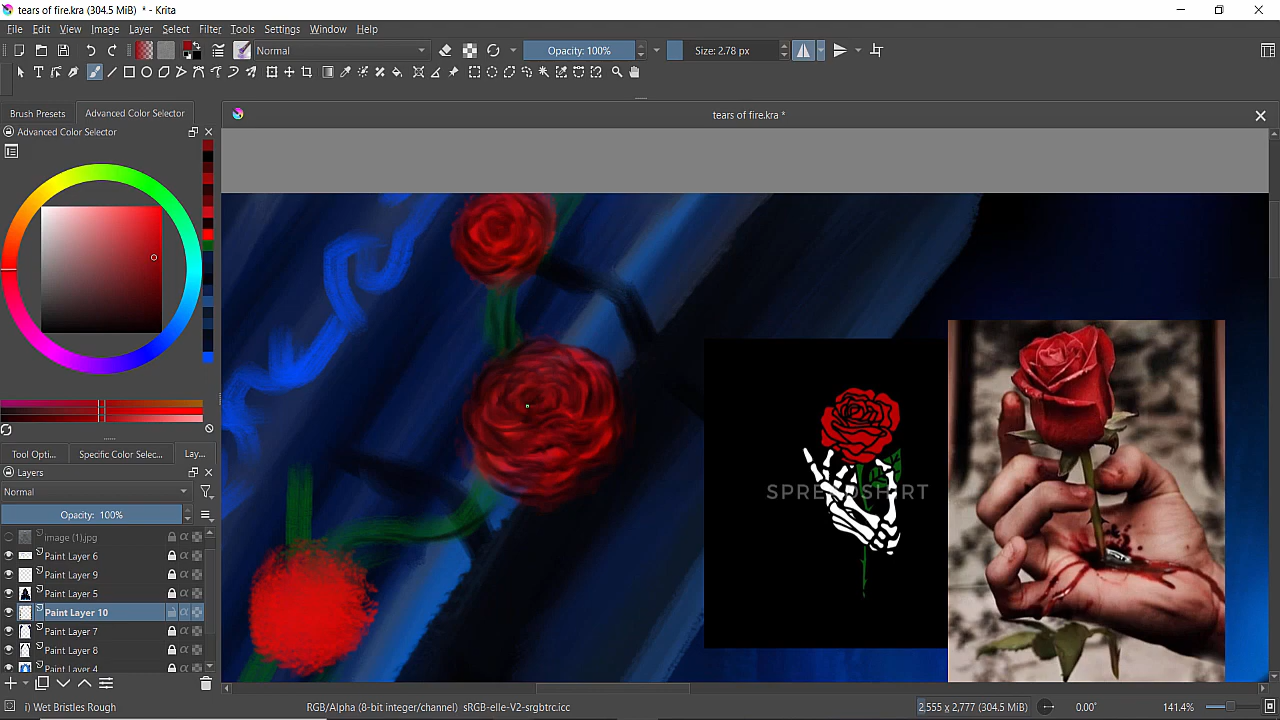 tears of fire.kra (304.5 MiB) * - Krita
File Edit View Image Layer Select Filter Tools Settings Window Help
Normal Opacity: 100% Size: 2.78 px
Brush Presets Advanced Color Selector
tears of fire.kra *
Advanced Color Selector
Tool Opti... Specific Color Selec... Lay...
Layers
Normal
Opacity: 100%
image (1).jpg
Paint Layer 6
Paint Layer 9
Paint Layer 5
Paint Layer 10
Paint Layer 7
Paint Layer 8
Paint Layer 4
i) Wet Bristles Rough
RGB/Alpha (8-bit integer/channel) sRGB-elle-V2-srgbtrc.icc
2,555 x 2,777 (304.5 MiB)
0.00°
141.4%